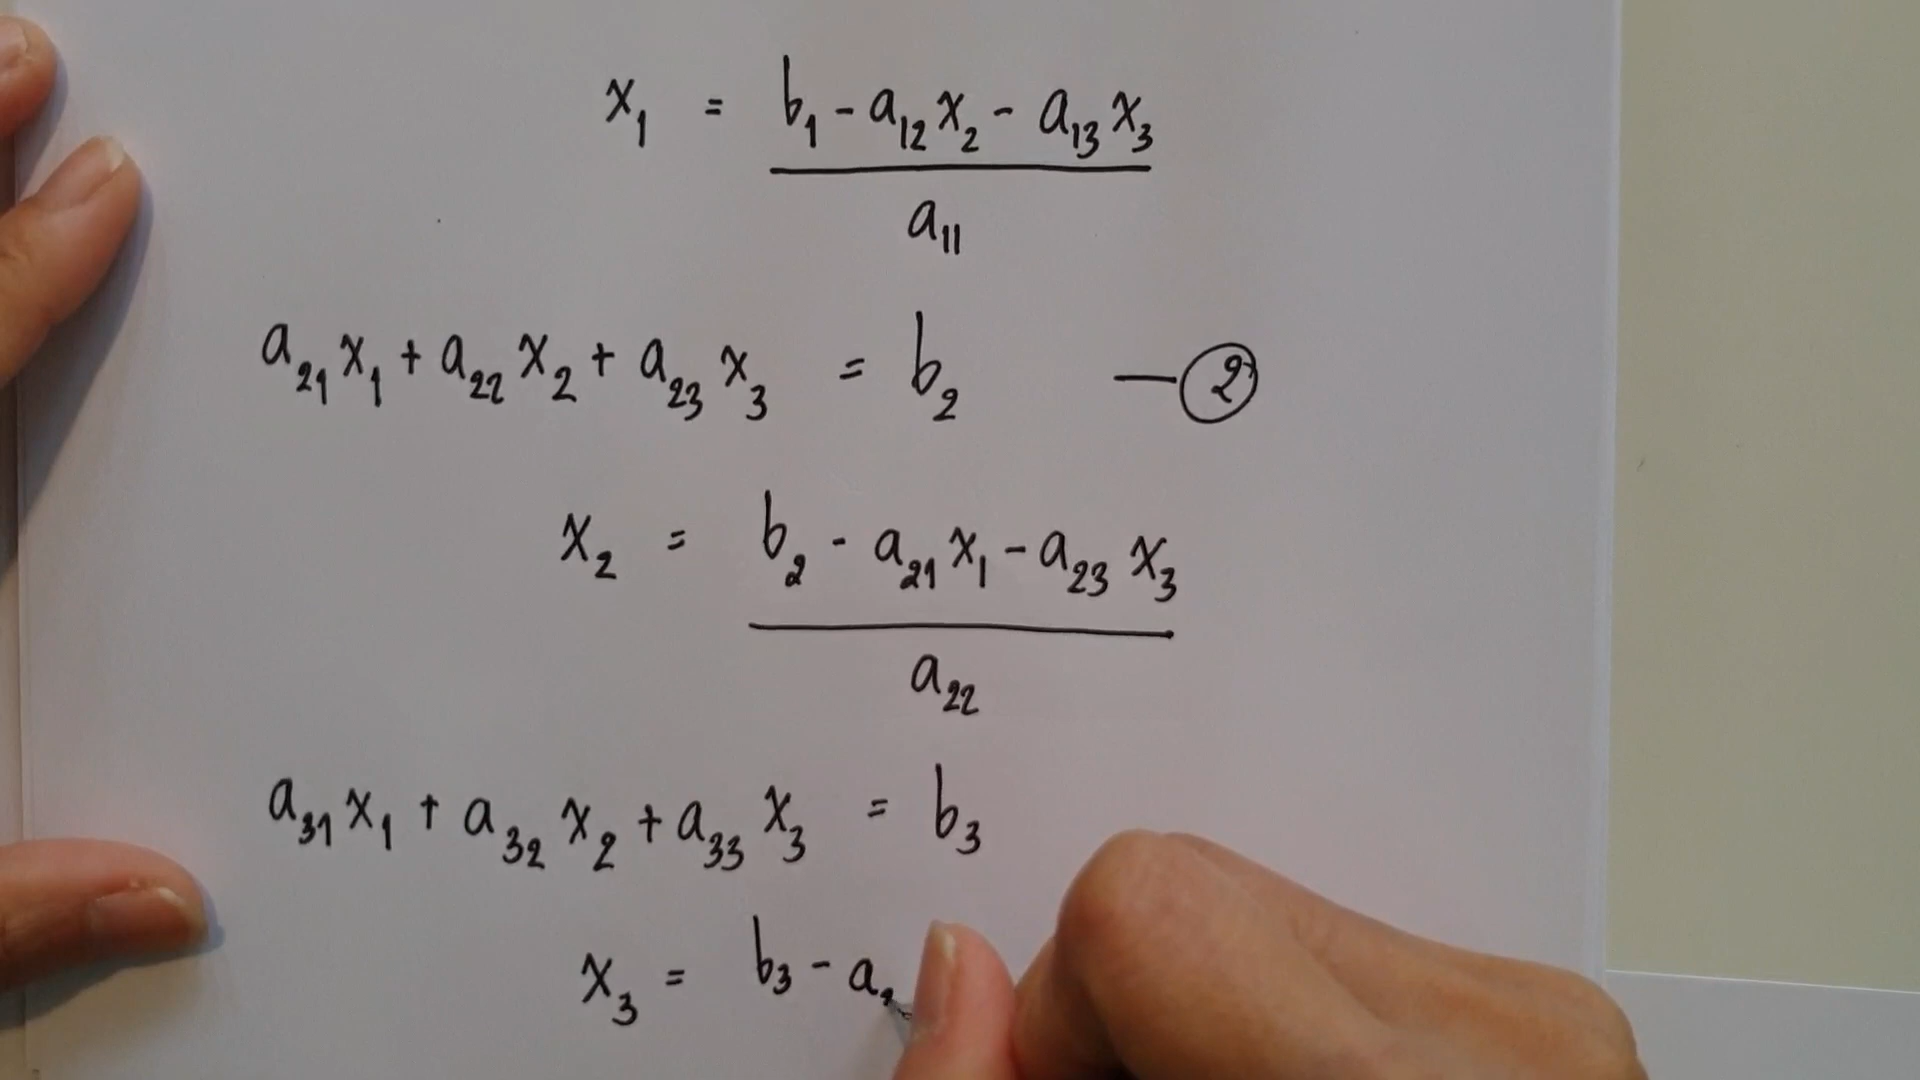 x₁ = b₁ - a₁₂x₂ - a₁₃x₃
a₁₁
a₂₁x₁ + a₂₂x₂ + a₂₃x₃ = b₂ — ②
x₂ = b₂ - a₂₁x₁ - a₂₃x₃
a₂₂
a₃₁x₁ + a₃₂x₂ + a₃₃x₃ = b₃
x₃ = b₃ - a